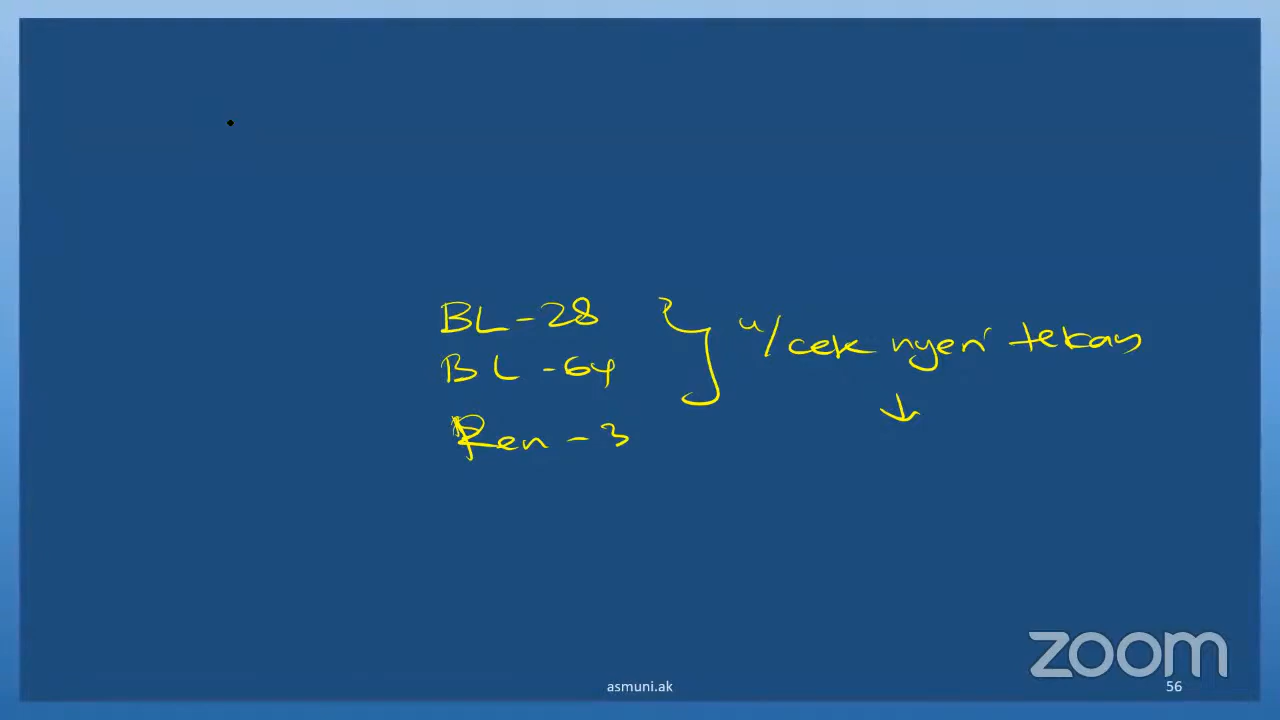 BL-28
BL-64
u/cek nyeri tekan
↓
Ren-3
asmuni.ak
56
zoom